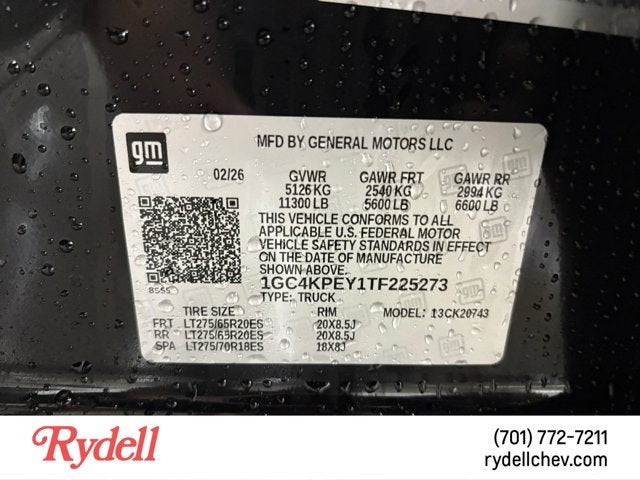 gm
MFD BY GENERAL MOTORS LLC
02/26 GVWR GAWR FRT GAWR RR
5126 KG 2540 KG 2994 KG
11300 LB 5600 LB 6600 LB
THIS VEHICLE CONFORMS TO ALL
APPLICABLE U.S. FEDERAL MOTOR
VEHICLE SAFETY STANDARDS IN EFFECT
ON THE DATE OF MANUFACTURE
SHOWN ABOVE.
8555 1GC4KPEY1TF225273
TYPE: TRUCK
TIRE SIZE RIM MODEL: 13CK20743
FRT LT275/65R20ES 20X8.5J
RR LT275/65R20ES 20X8.5J
SPA LT275/70R18ES 18X8J
Rydell
(701) 772-7211
rydellchev.com